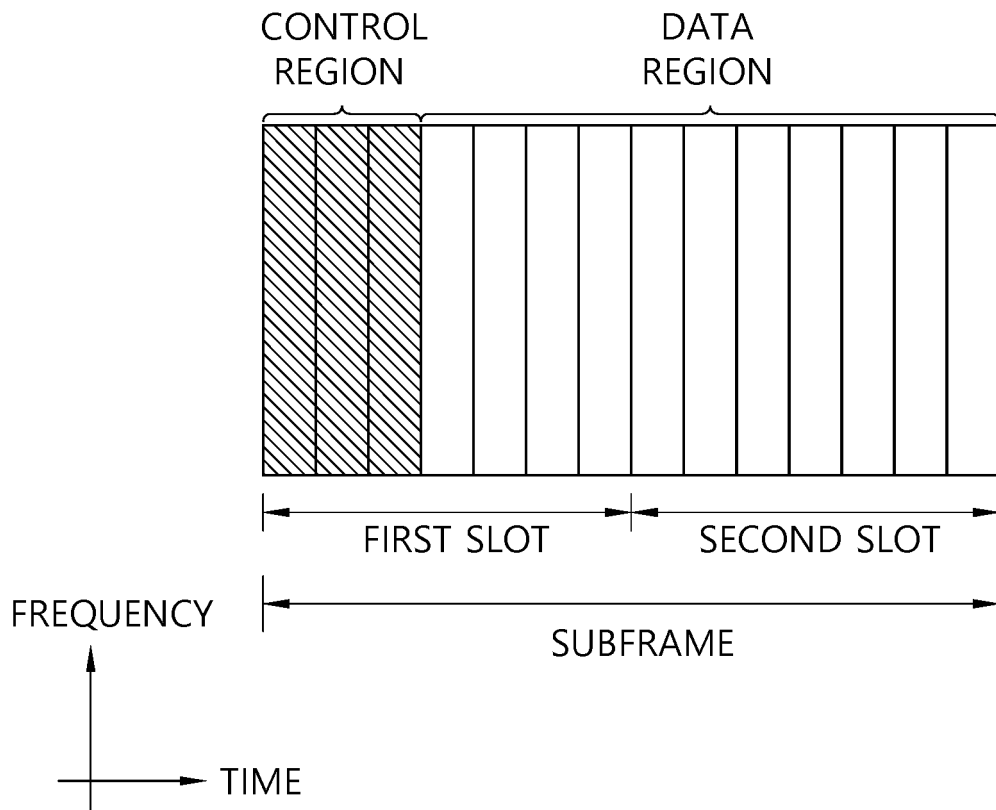 CONTROL
REGION
DATA
REGION
FIRST SLOT
SECOND SLOT
SUBFRAME
FREQUENCY
TIME